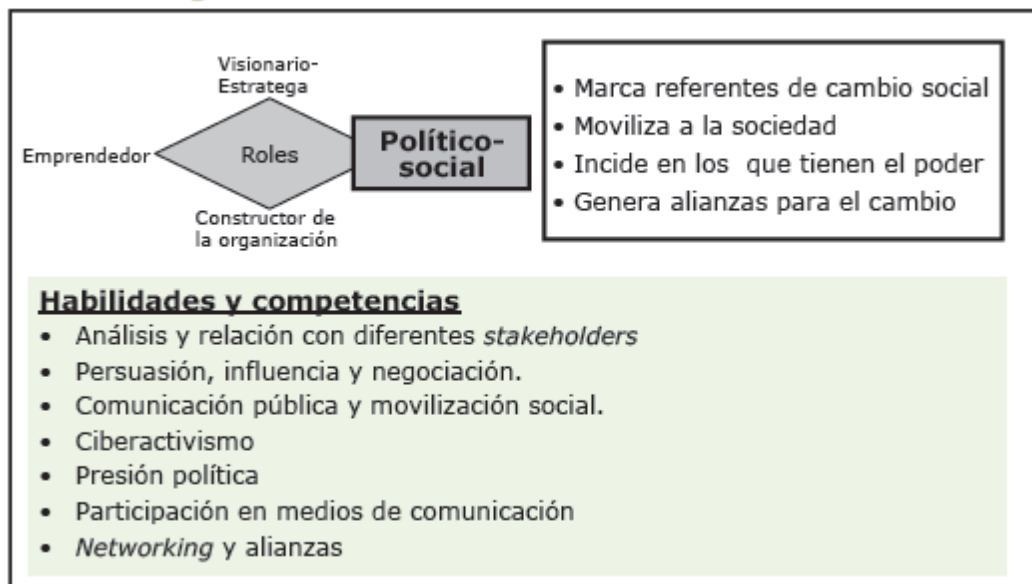 Visionario-
Estratega
Emprendedor
Roles
Político-
social
Constructor de
la organización
• Marca referentes de cambio social
• Moviliza a la sociedad
• Incide en los que tienen el poder
• Genera alianzas para el cambio
Habilidades y competencias
• Análisis y relación con diferentes stakeholders
• Persuasión, influencia y negociación.
• Comunicación pública y movilización social.
• Ciberactivismo
• Presión política
• Participación en medios de comunicación
• Networking y alianzas